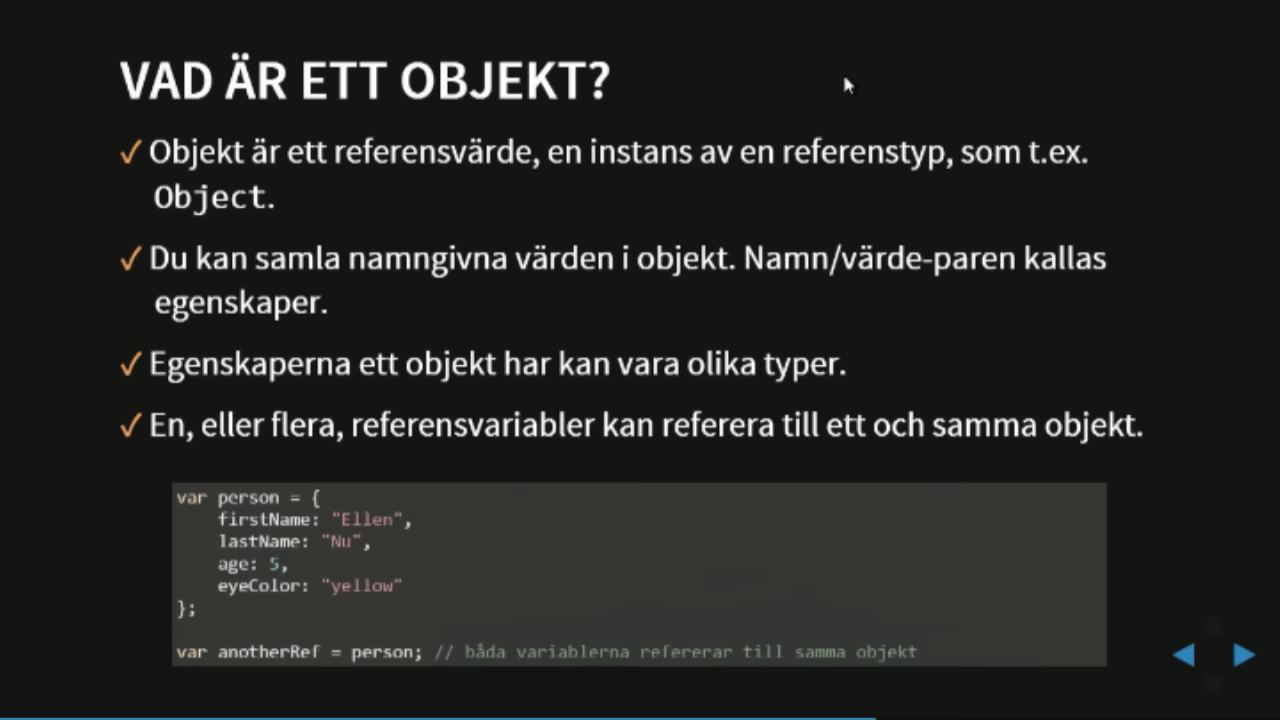 VAD ÄR ETT OBJEKT?
✓ Objekt är ett referensvärde, en instans av en referenstyp, som t.ex.
Object.
✓ Du kan samla namngivna värden i objekt. Namn/värde-paren kallas
egenskaper.
✓ Egenskaperna ett objekt har kan vara olika typer.
✓ En, eller flera, referensvariabler kan referera till ett och samma objekt.
var person = {
    firstName: "Ellen",
    lastName: "Nu",
    age: 5,
    eyeColor: "yellow"
};
var anotherRef = person; // båda variablerna refererar till samma objekt